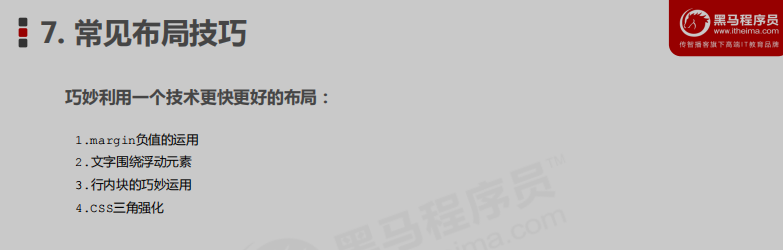 7. 常见布局技巧
黑马程序员
www.itheima.com
传智播客旗下高端IT教育品牌
巧妙利用一个技术更快更好的布局：
1.margin负值的运用
2.文字围绕浮动元素
3.行内块的巧妙运用
4.CSS三角强化
黑马程序员™
itheima.com